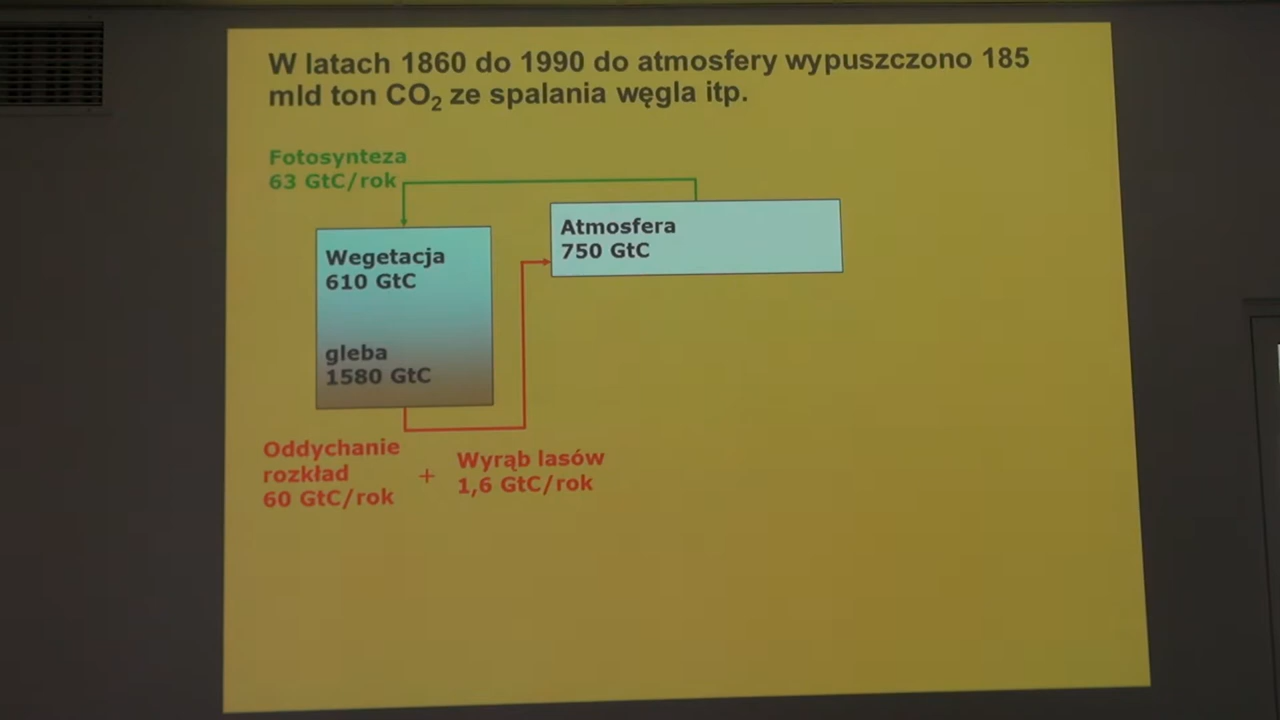 W latach 1860 do 1990 do atmosfery wypuszczono 185
mld ton CO₂ ze spalania węgla itp.
Fotosynteza
63 GtC/rok
Atmosfera
750 GtC
Wegetacja
610 GtC
gleba
1580 GtC
Oddychanie
rozkład
60 GtC/rok
+
Wyrąb lasów
1,6 GtC/rok